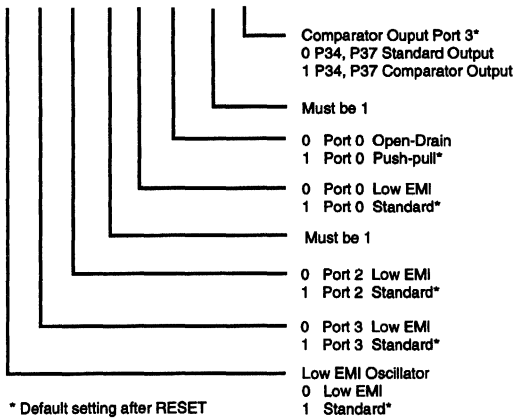 Comparator Ouput Port 3*
0 P34, P37 Standard Output
1 P34, P37 Comparator Output
Must be 1
0 Port 0 Open-Drain
1 Port 0 Push-pull*
0 Port 0 Low EMI
1 Port 0 Standard*
Must be 1
0 Port 2 Low EMI
1 Port 2 Standard*
0 Port 3 Low EMI
1 Port 3 Standard*
Low EMI Oscillator
0 Low EMI
1 Standard*
* Default setting after RESET